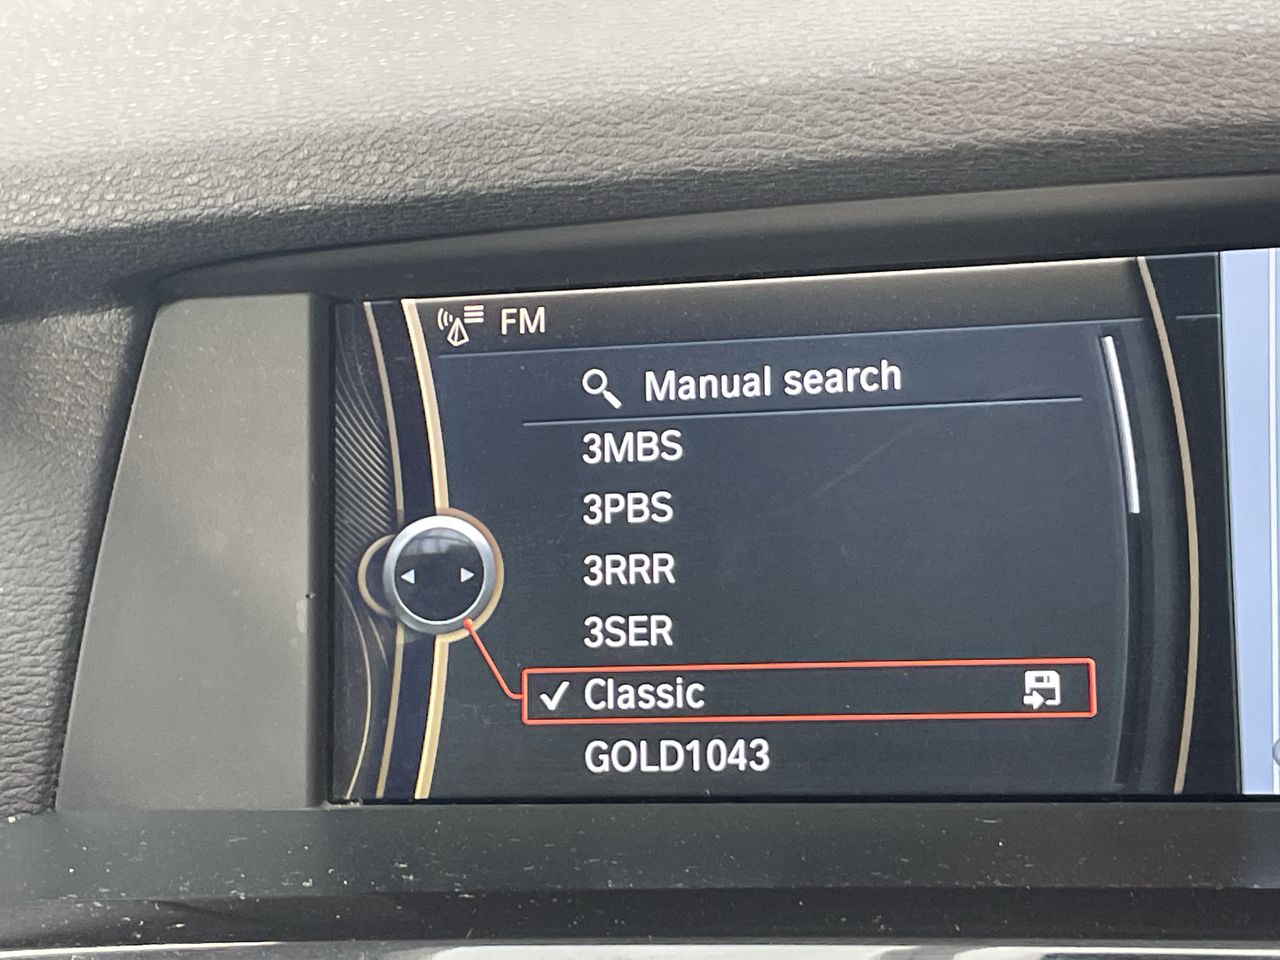 FM
Manual search
3MBS
3PBS
3RRR
3SER
Classic
GOLD1043